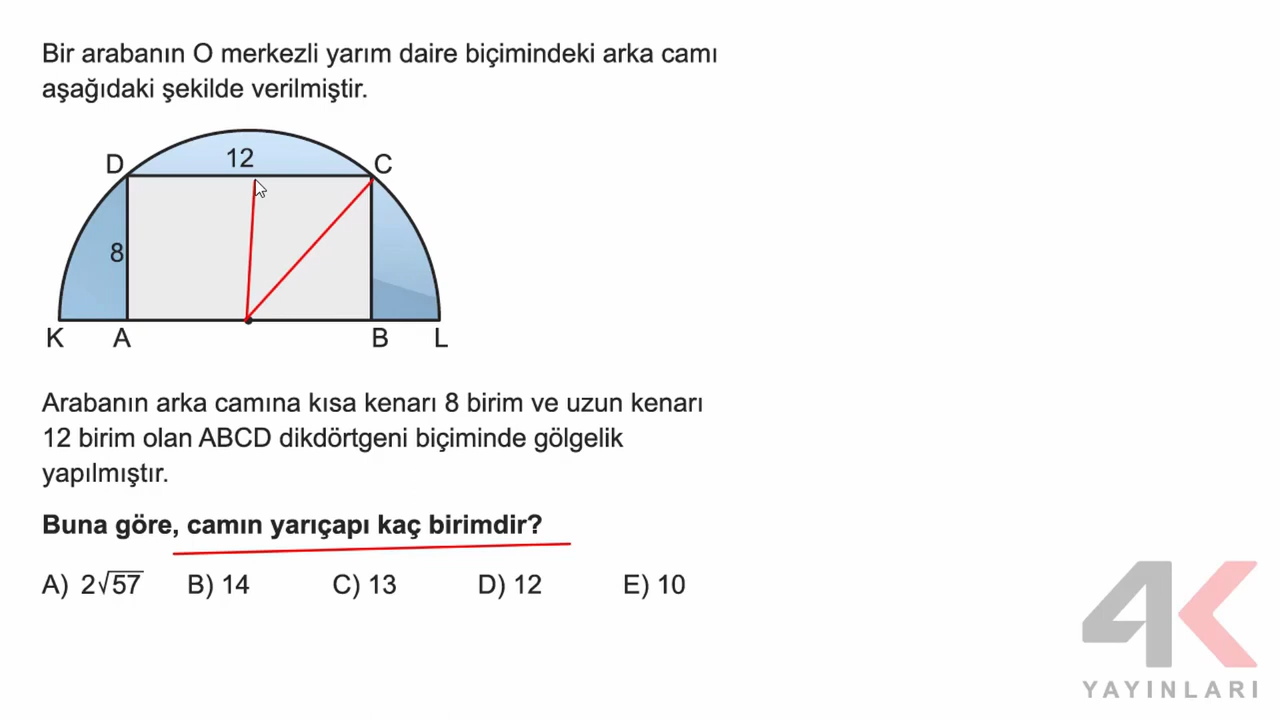 Bir arabanın O merkezli yarım daire biçimindeki arka camı
aşağıdaki şekilde verilmiştir.
D 12 C
8
K A B L
Arabanın arka camına kısa kenarı 8 birim ve uzun kenarı
12 birim olan ABCD dikdörtgeni biçiminde gölgelik
yapılmıştır.
Buna göre, camın yarıçapı kaç birimdir?
A) 2√57 B) 14 C) 13 D) 12 E) 10
4K
YAYINLARI